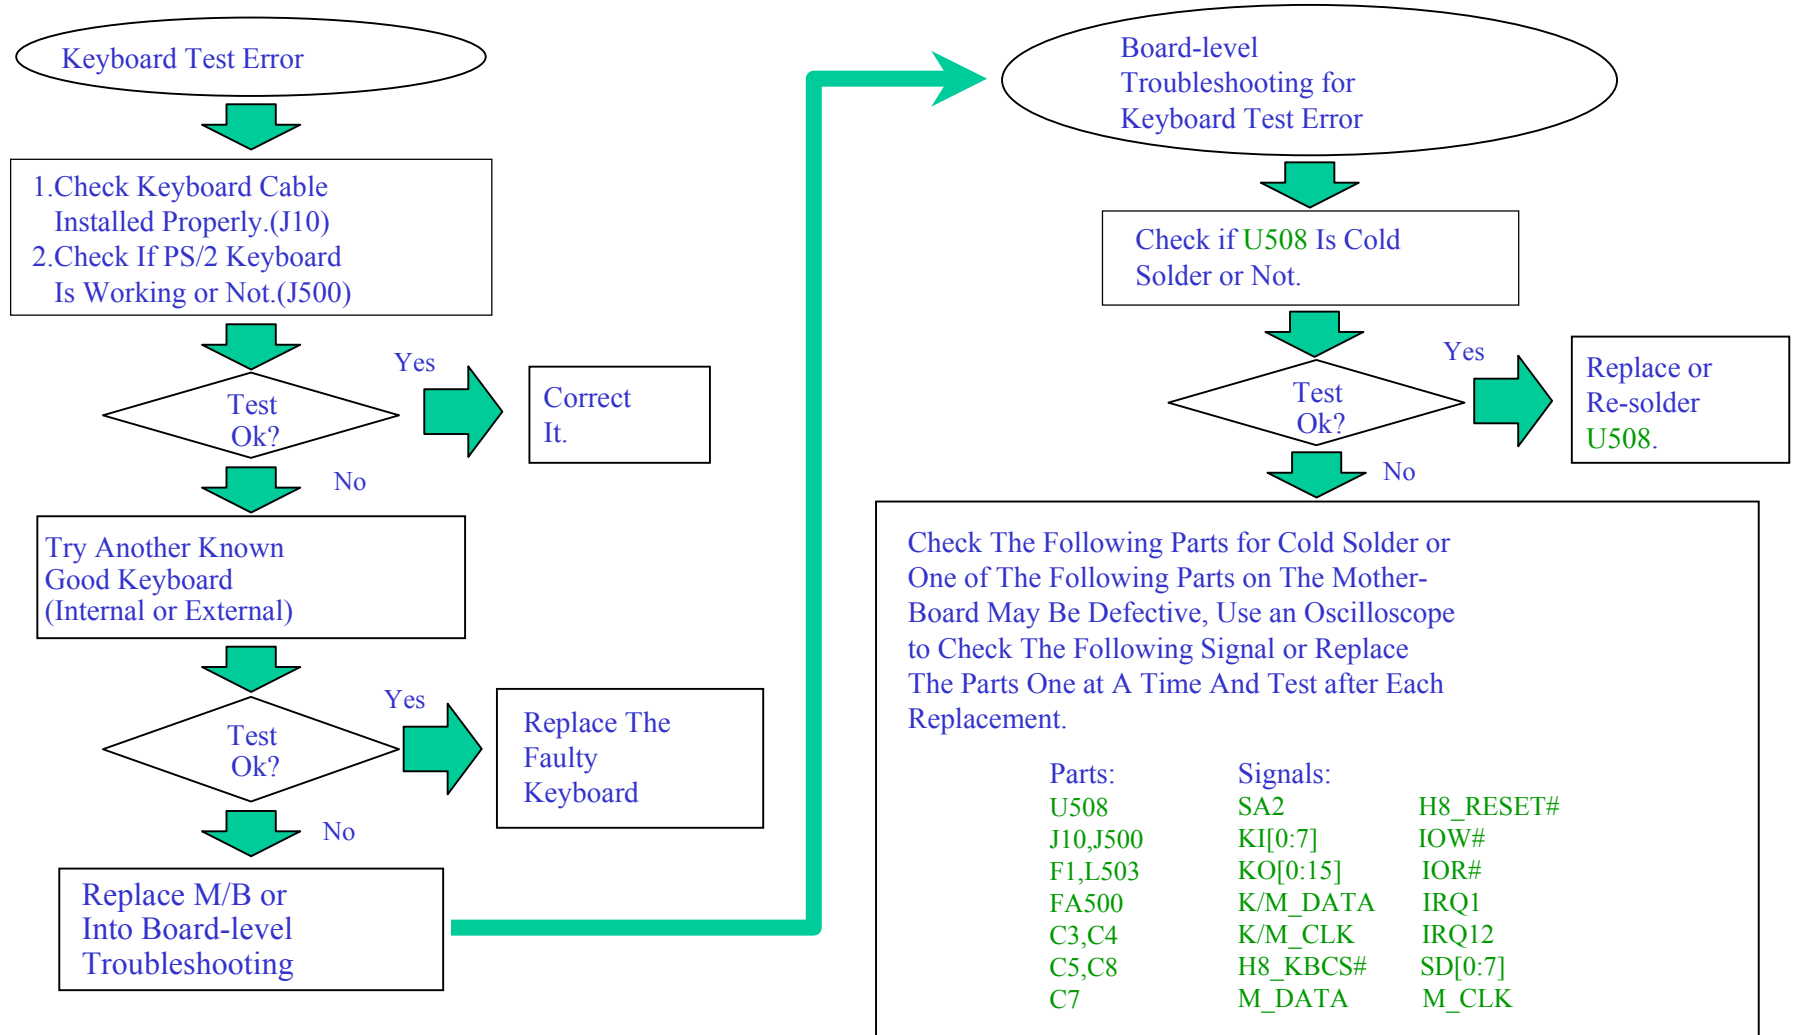 Keyboard Test Error
1.Check Keyboard Cable
Installed Properly.(J10)
2.Check If PS/2 Keyboard
Is Working or Not.(J500)
Test
Ok?
Yes
Correct
It.
No
Try Another Known
Good Keyboard
(Internal or External)
Test
Ok?
Yes
Replace The
Faulty
Keyboard
No
Replace M/B or
Into Board-level
Troubleshooting
Board-level
Troubleshooting for
Keyboard Test Error
Check if U508 Is Cold
Solder or Not.
Test
Ok?
Yes
Replace or
Re-solder
U508.
No
Check The Following Parts for Cold Solder or
One of The Following Parts on The Mother-
Board May Be Defective, Use an Oscilloscope
to Check The Following Signal or Replace
The Parts One at A Time And Test after Each
Replacement.
Parts: Signals:
U508 SA2 H8_RESET#
J10,J500 KI[0:7] IOW#
F1,L503 KO[0:15] IOR#
FA500 K/M_DATA IRQ1
C3,C4 K/M_CLK IRQ12
C5,C8 H8_KBCS# SD[0:7]
C7 M_DATA M_CLK